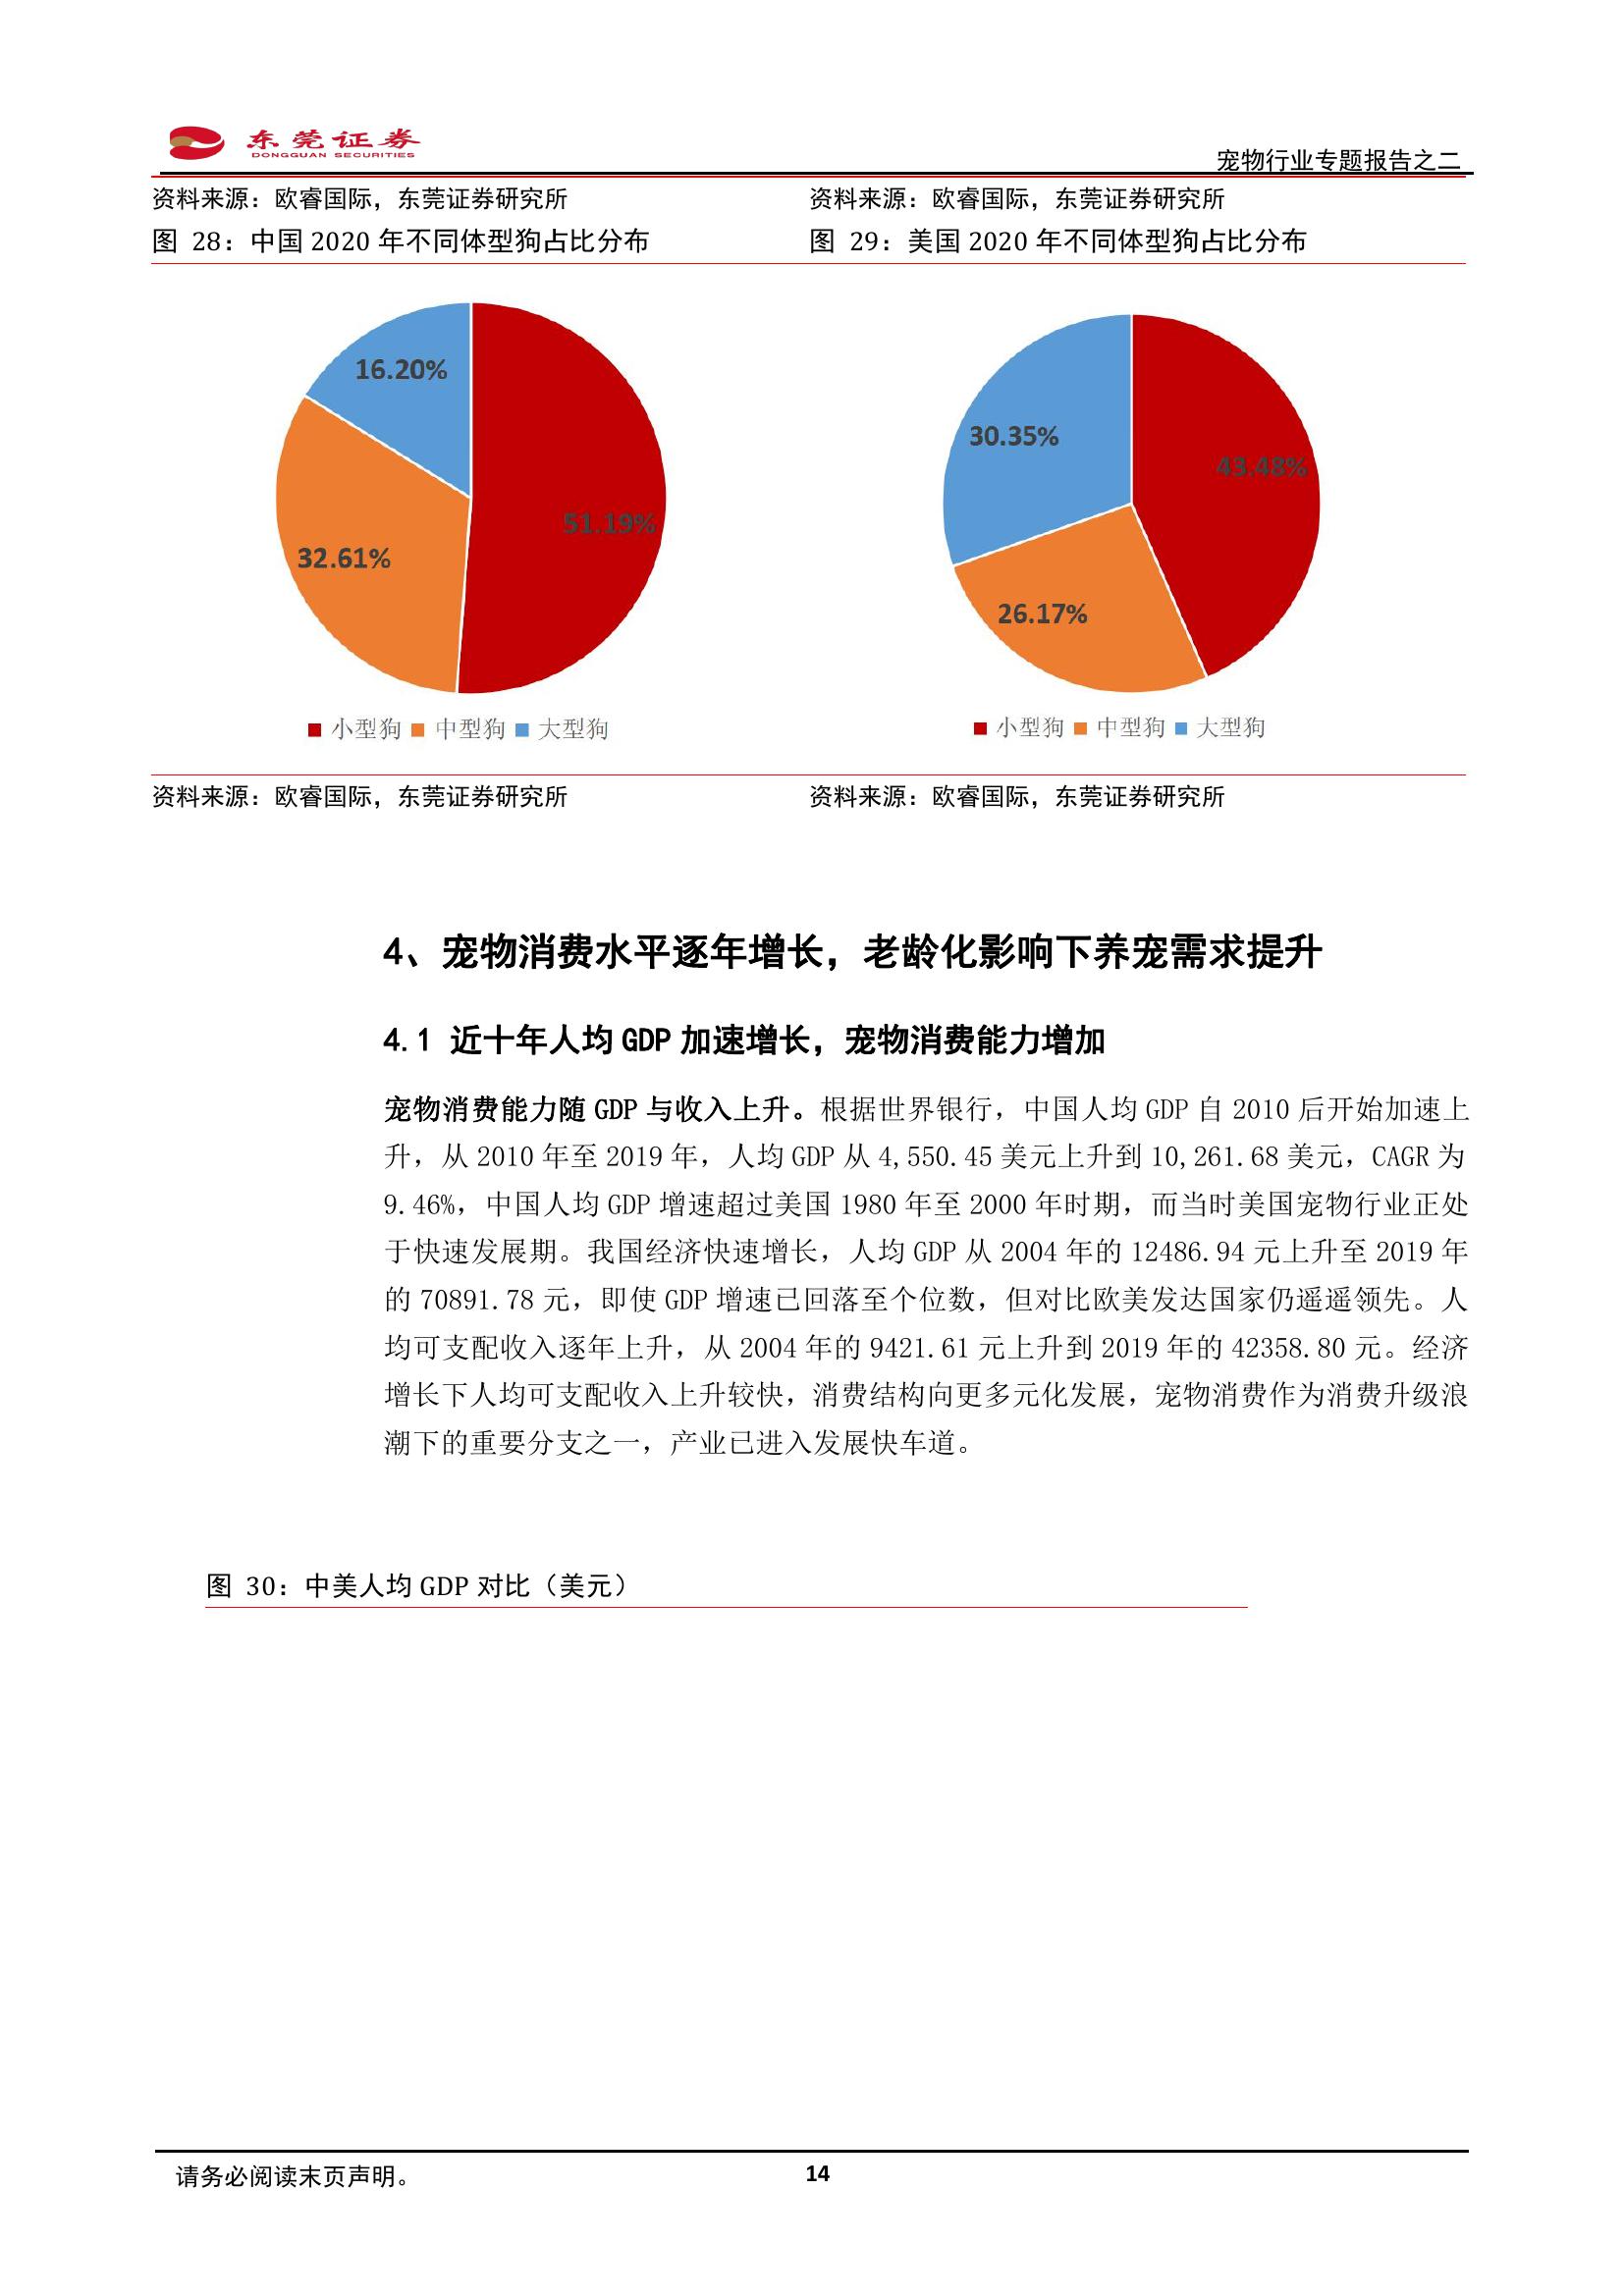 东莞证券
DONGGUAN SECURITIES
宠物行业专题报告之二
资料来源：欧睿国际，东莞证券研究所
资料来源：欧睿国际，东莞证券研究所
图 28：中国 2020 年不同体型狗占比分布
图 29：美国 2020 年不同体型狗占比分布
16.20%
51.19%
32.61%
小型狗 中型狗 大型狗
30.35%
43.48%
26.17%
小型狗 中型狗 大型狗
资料来源：欧睿国际，东莞证券研究所
资料来源：欧睿国际，东莞证券研究所
4、宠物消费水平逐年增长，老龄化影响下养宠需求提升
4.1 近十年人均 GDP 加速增长，宠物消费能力增加
宠物消费能力随 GDP 与收入上升。根据世界银行，中国人均 GDP 自 2010 后开始加速上
升，从 2010 年至 2019 年，人均 GDP 从 4,550.45 美元上升到 10,261.68 美元，CAGR 为
9.46%，中国人均 GDP 增速超过美国 1980 年至 2000 年时期，而当时美国宠物行业正处
于快速发展期。我国经济快速增长，人均 GDP 从 2004 年的 12486.94 元上升至 2019 年
的 70891.78 元，即使 GDP 增速已回落至个位数，但对比欧美发达国家仍遥遥领先。人
均可支配收入逐年上升，从 2004 年的 9421.61 元上升到 2019 年的 42358.80 元。经济
增长下人均可支配收入上升较快，消费结构向更多元化发展，宠物消费作为消费升级浪
潮下的重要分支之一，产业已进入发展快车道。
图 30：中美人均 GDP 对比（美元）
请务必阅读末页声明。
14